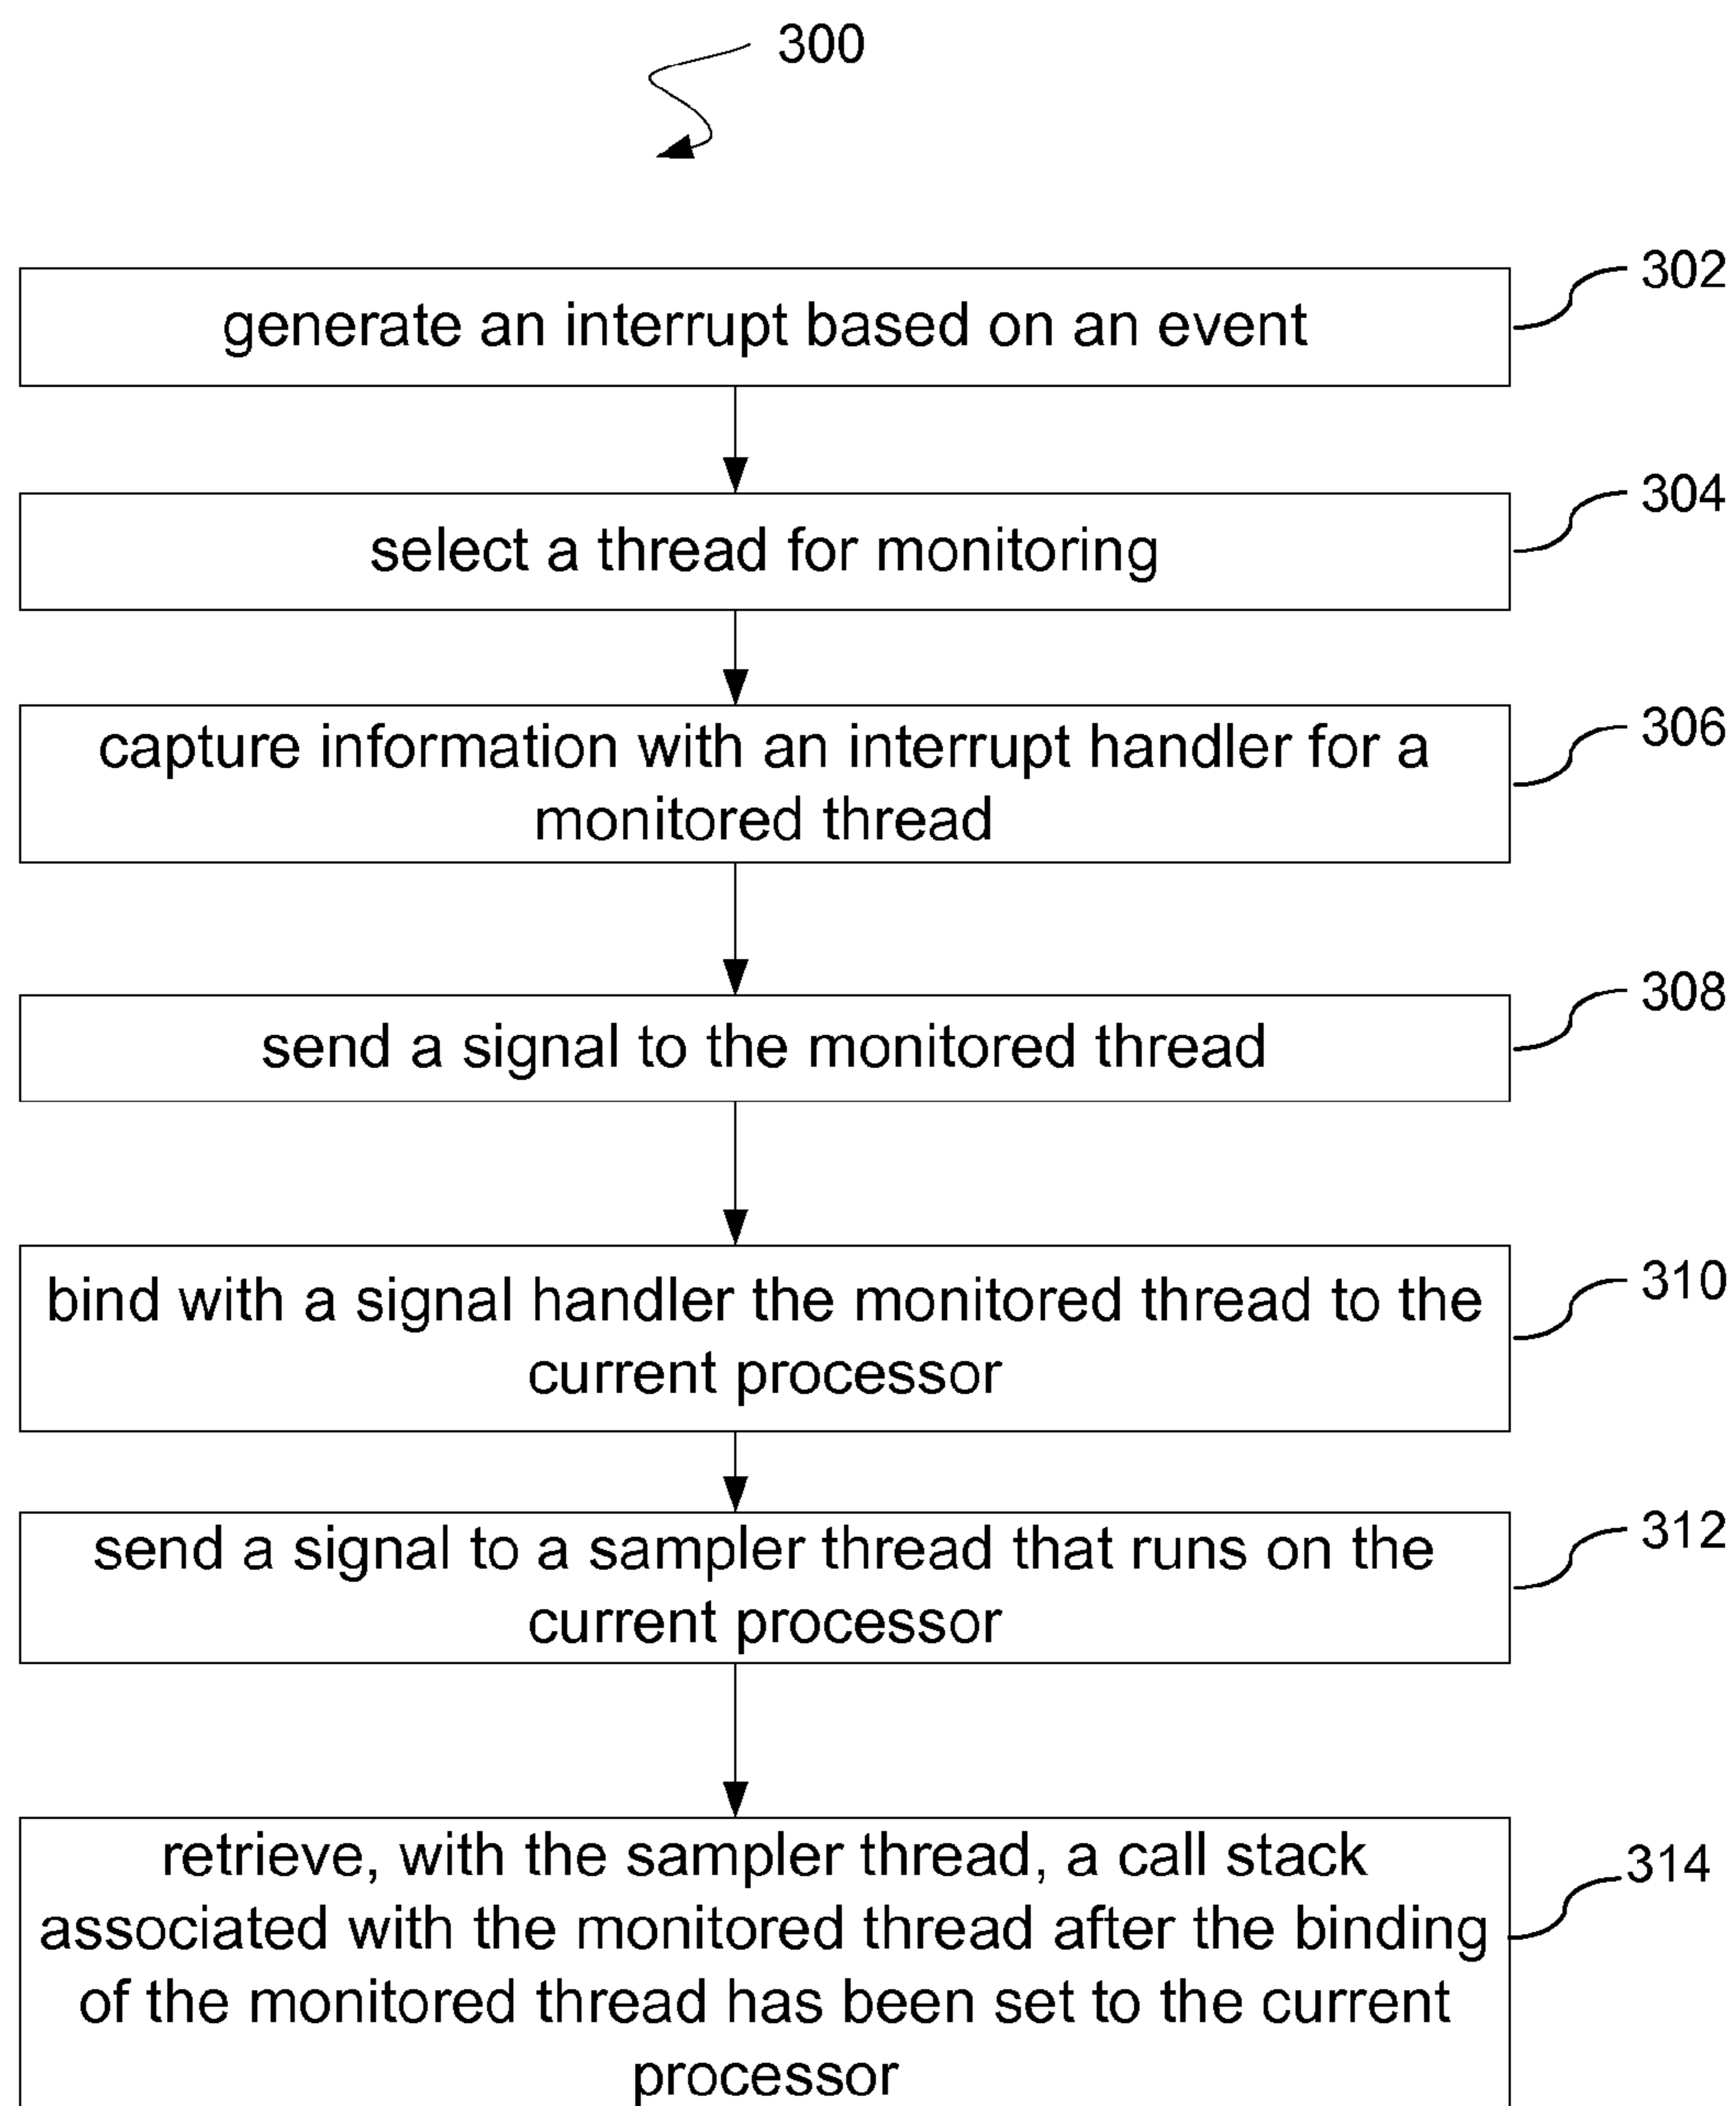 300
302
generate an interrupt based on an event
304
select a thread for monitoring
306
capture information with an interrupt handler for a
monitored thread
308
send a signal to the monitored thread
310
bind with a signal handler the monitored thread to the
current processor
312
send a signal to a sampler thread that runs on the
current processor
314
retrieve, with the sampler thread, a call stack
associated with the monitored thread after the binding
of the monitored thread has been set to the current
processor